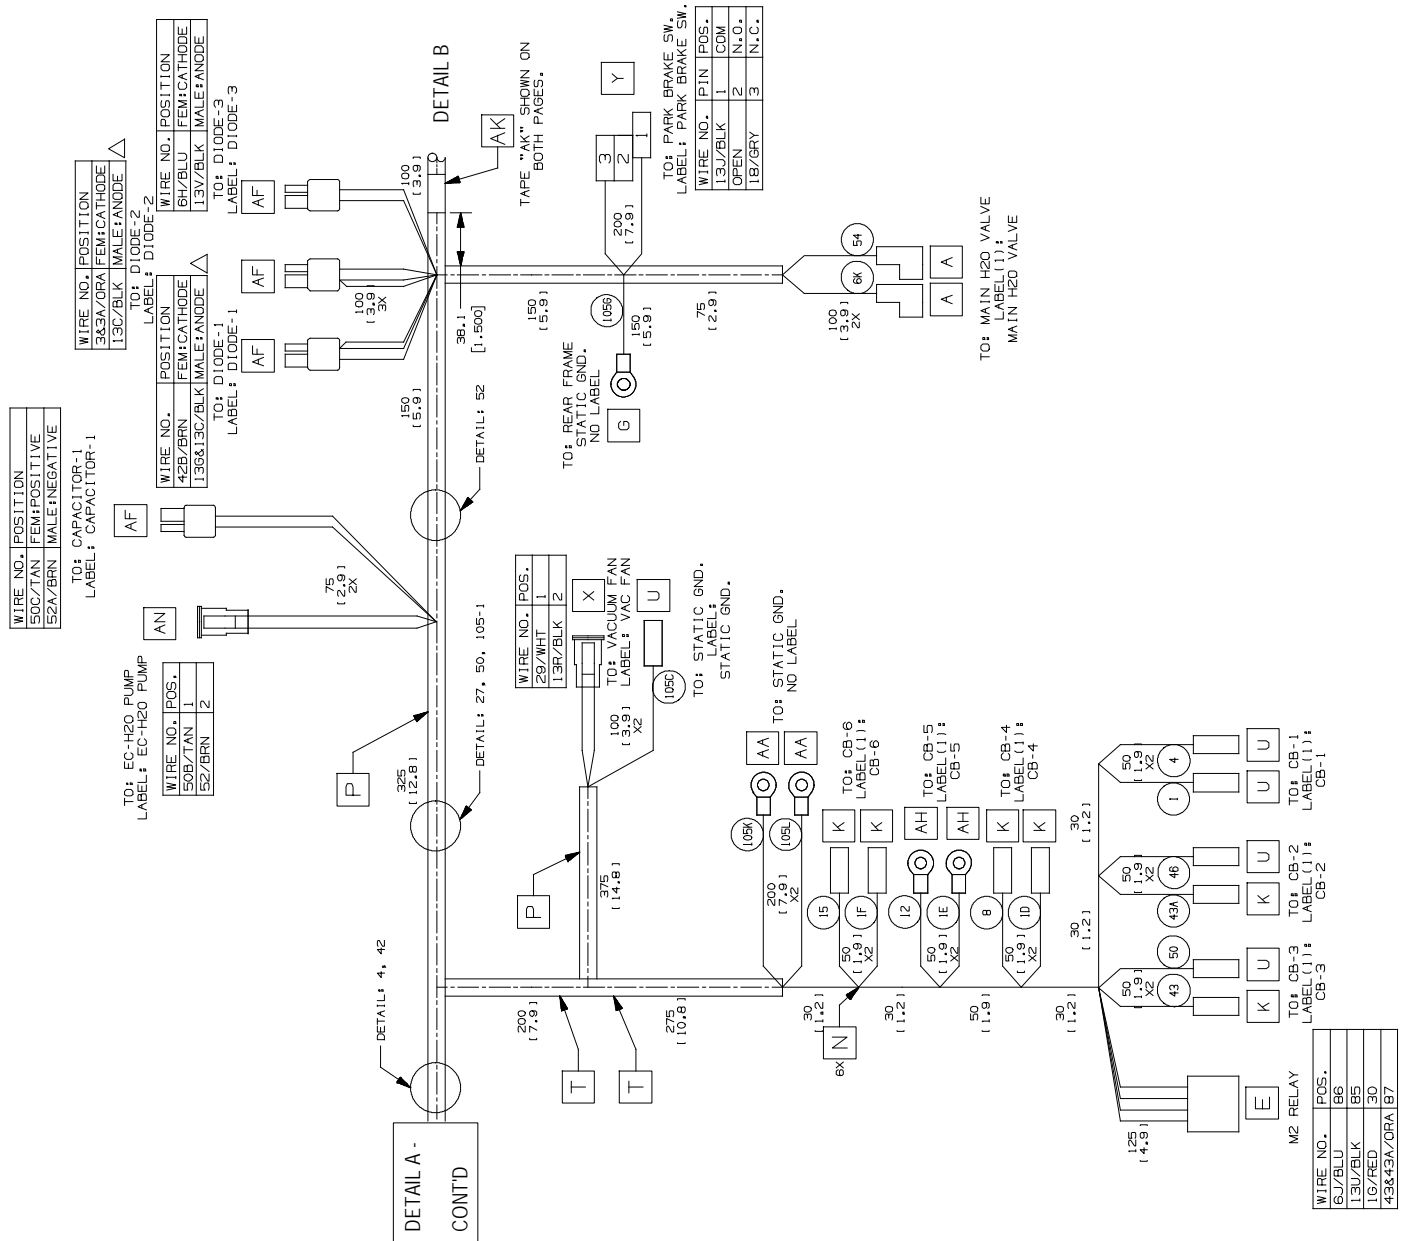 WIRE NO. POSITION
50C/TAN FEM:POSITIVE
52A/BRN MALE:NEGATIVE
TO: CAPACITOR-1
LABEL: CAPACITOR-1
AF
AN
TO: EC-H2O PUMP
LABEL: EC-H2O PUMP
WIRE NO. POS.
50B/TAN 1
52/BRN 2
75
[2.9]
2X
WIRE NO. POSITION
3&3A/ORA FEM:CATHODE
13C/BLK MALE:ANODE
TO: DIODE-2
LABEL: DIODE-2
WIRE NO. POSITION
42B/BRN FEM:CATHODE
13G&13C/BLK MALE:ANODE
TO: DIODE-1
LABEL: DIODE-1
WIRE NO. POSITION
6H/BLU FEM:CATHODE
13V/BLK MALE:ANODE
TO: DIODE-3
LABEL: DIODE-3
AF
AF
AF
100
[3.9]
3X
100
[3.9]
DETAIL B
AK
TAPE "AK" SHOWN ON
BOTH PAGES.
38.1
[1.500]
150
[5.9]
DETAIL: 52
P
325
[12.8]
DETAIL: 27, 50, 105-1
DETAIL: 4, 42
DETAIL A -
CONT'D
150
[5.9]
105G
150
[5.9]
TO: REAR FRAME
STATIC GND.
NO LABEL
G
75
[2.9]
200
[7.9]
3
2
1
Y
TO: PARK BRAKE SW.
LABEL: PARK BRAKE SW.
WIRE NO. PIN POS.
13J/BLK 1 COM
OPEN 2 N.O.
18/GRY 3 N.C.
100
[3.9]
2X
6K
54
A
A
TO: MAIN H2O VALVE
LABEL(1):
MAIN H2O VALVE
WIRE NO. POS.
29/WHT 1
13R/BLK 2
X
TO: VACUUM FAN
LABEL: VAC FAN
U
100
[3.9]
X2
105C
TO: STATIC GND.
LABEL:
STATIC GND.
P
375
[14.8]
T
T
200
[7.9]
275
[10.8]
105K
105L
200
[7.9]
X2
AA
AA
TO: STATIC GND.
NO LABEL
30
[1.2]
N
6X
15
1F
50
[1.9]
X2
K
K
TO: CB-6
LABEL(1):
CB-6
30
[1.2]
12
1E
50
[1.9]
X2
AH
AH
TO: CB-5
LABEL(1):
CB-5
50
[1.9]
8
1D
50
[1.9]
X2
K
K
TO: CB-4
LABEL(1):
CB-4
30
[1.2]
30
[1.2]
30
[1.2]
50
[1.9]
X2
43
50
K
U
TO: CB-3
LABEL(1):
CB-3
50
[1.9]
X2
43A
46
K
U
TO: CB-2
LABEL(1):
CB-2
50
[1.9]
X2
1
4
U
U
TO: CB-1
LABEL(1):
CB-1
125
[4.9]
E
M2 RELAY
WIRE NO. POS.
6J/BLU 86
13U/BLK 85
1G/RED 30
43&43A/ORA 87